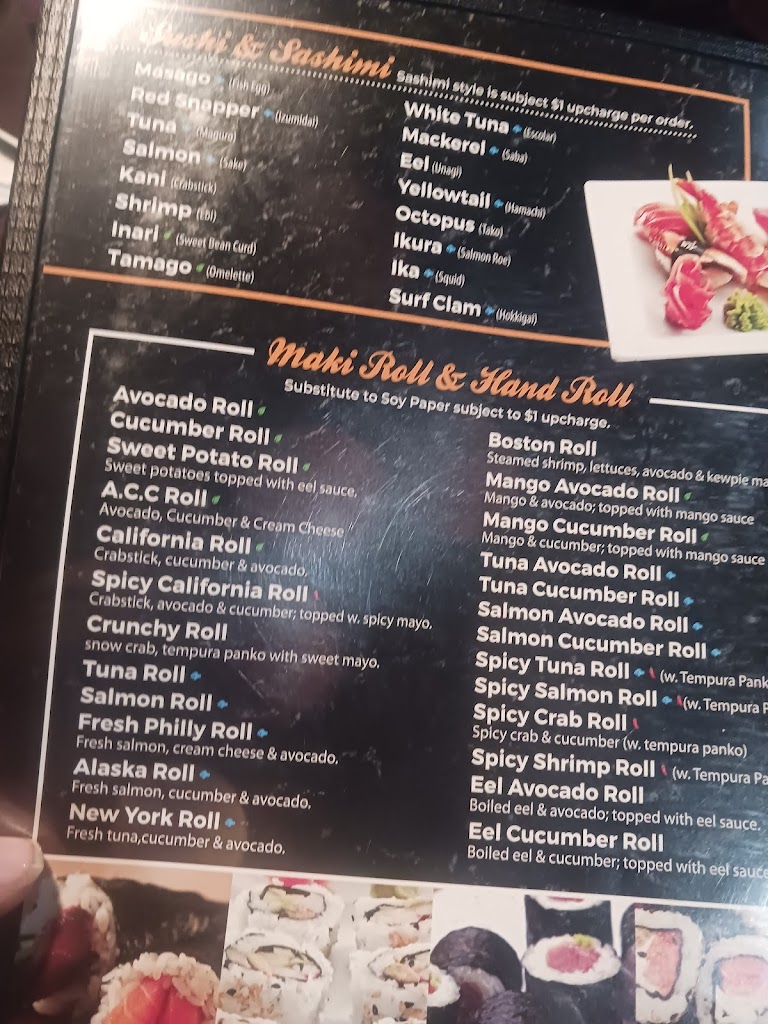 Sushi & Sashimi Sashimi style is subject $1 upcharge per order.
Masago (Fish Egg)
Red Snapper (Izumidai)
Tuna (Maguro)
Salmon (Sake)
Kani (Crabstick)
Shrimp (Ebi)
Inari (Sweet Bean Curd)
Tamago (Omelette)
White Tuna (Escolar)
Mackerel (Saba)
Eel (Unagi)
Yellowtail (Hamachi)
Octopus (Tako)
Ikura (Salmon Roe)
Ika (Squid)
Surf Clam (Hokkigai)
Maki Roll & Hand Roll
Substitute to Soy Paper subject to $1 upcharge.
Avocado Roll
Cucumber Roll
Sweet Potato Roll
Sweet potatoes topped with eel sauce.
A.C.C Roll
Avocado, Cucumber & Cream Cheese
California Roll
Crabstick, cucumber & avocado.
Spicy California Roll
Crabstick, avocado & cucumber; topped w. spicy mayo.
Crunchy Roll
snow crab, tempura panko with sweet mayo.
Tuna Roll
Salmon Roll
Fresh Philly Roll
Fresh salmon, cream cheese & avocado.
Alaska Roll
Fresh salmon, cucumber & avocado.
New York Roll
Fresh tuna,cucumber & avocado.
Boston Roll
Steamed shrimp, lettuces, avocado & kewpie ma
Mango Avocado Roll
Mango & avocado; topped with mango sauce
Mango Cucumber Roll
Mango & cucumber; topped with mango sauce
Tuna Avocado Roll
Tuna Cucumber Roll
Salmon Avocado Roll
Salmon Cucumber Roll
Spicy Tuna Roll (w. Tempura Pank
Spicy Salmon Roll (w. Tempura P
Spicy Crab Roll
Spicy crab & cucumber (w. tempura panko)
Spicy Shrimp Roll (w. Tempura Pa
Eel Avocado Roll
Boiled eel & avocado; topped with eel sauce.
Eel Cucumber Roll
Boiled eel & cucumber; topped with eel sauce